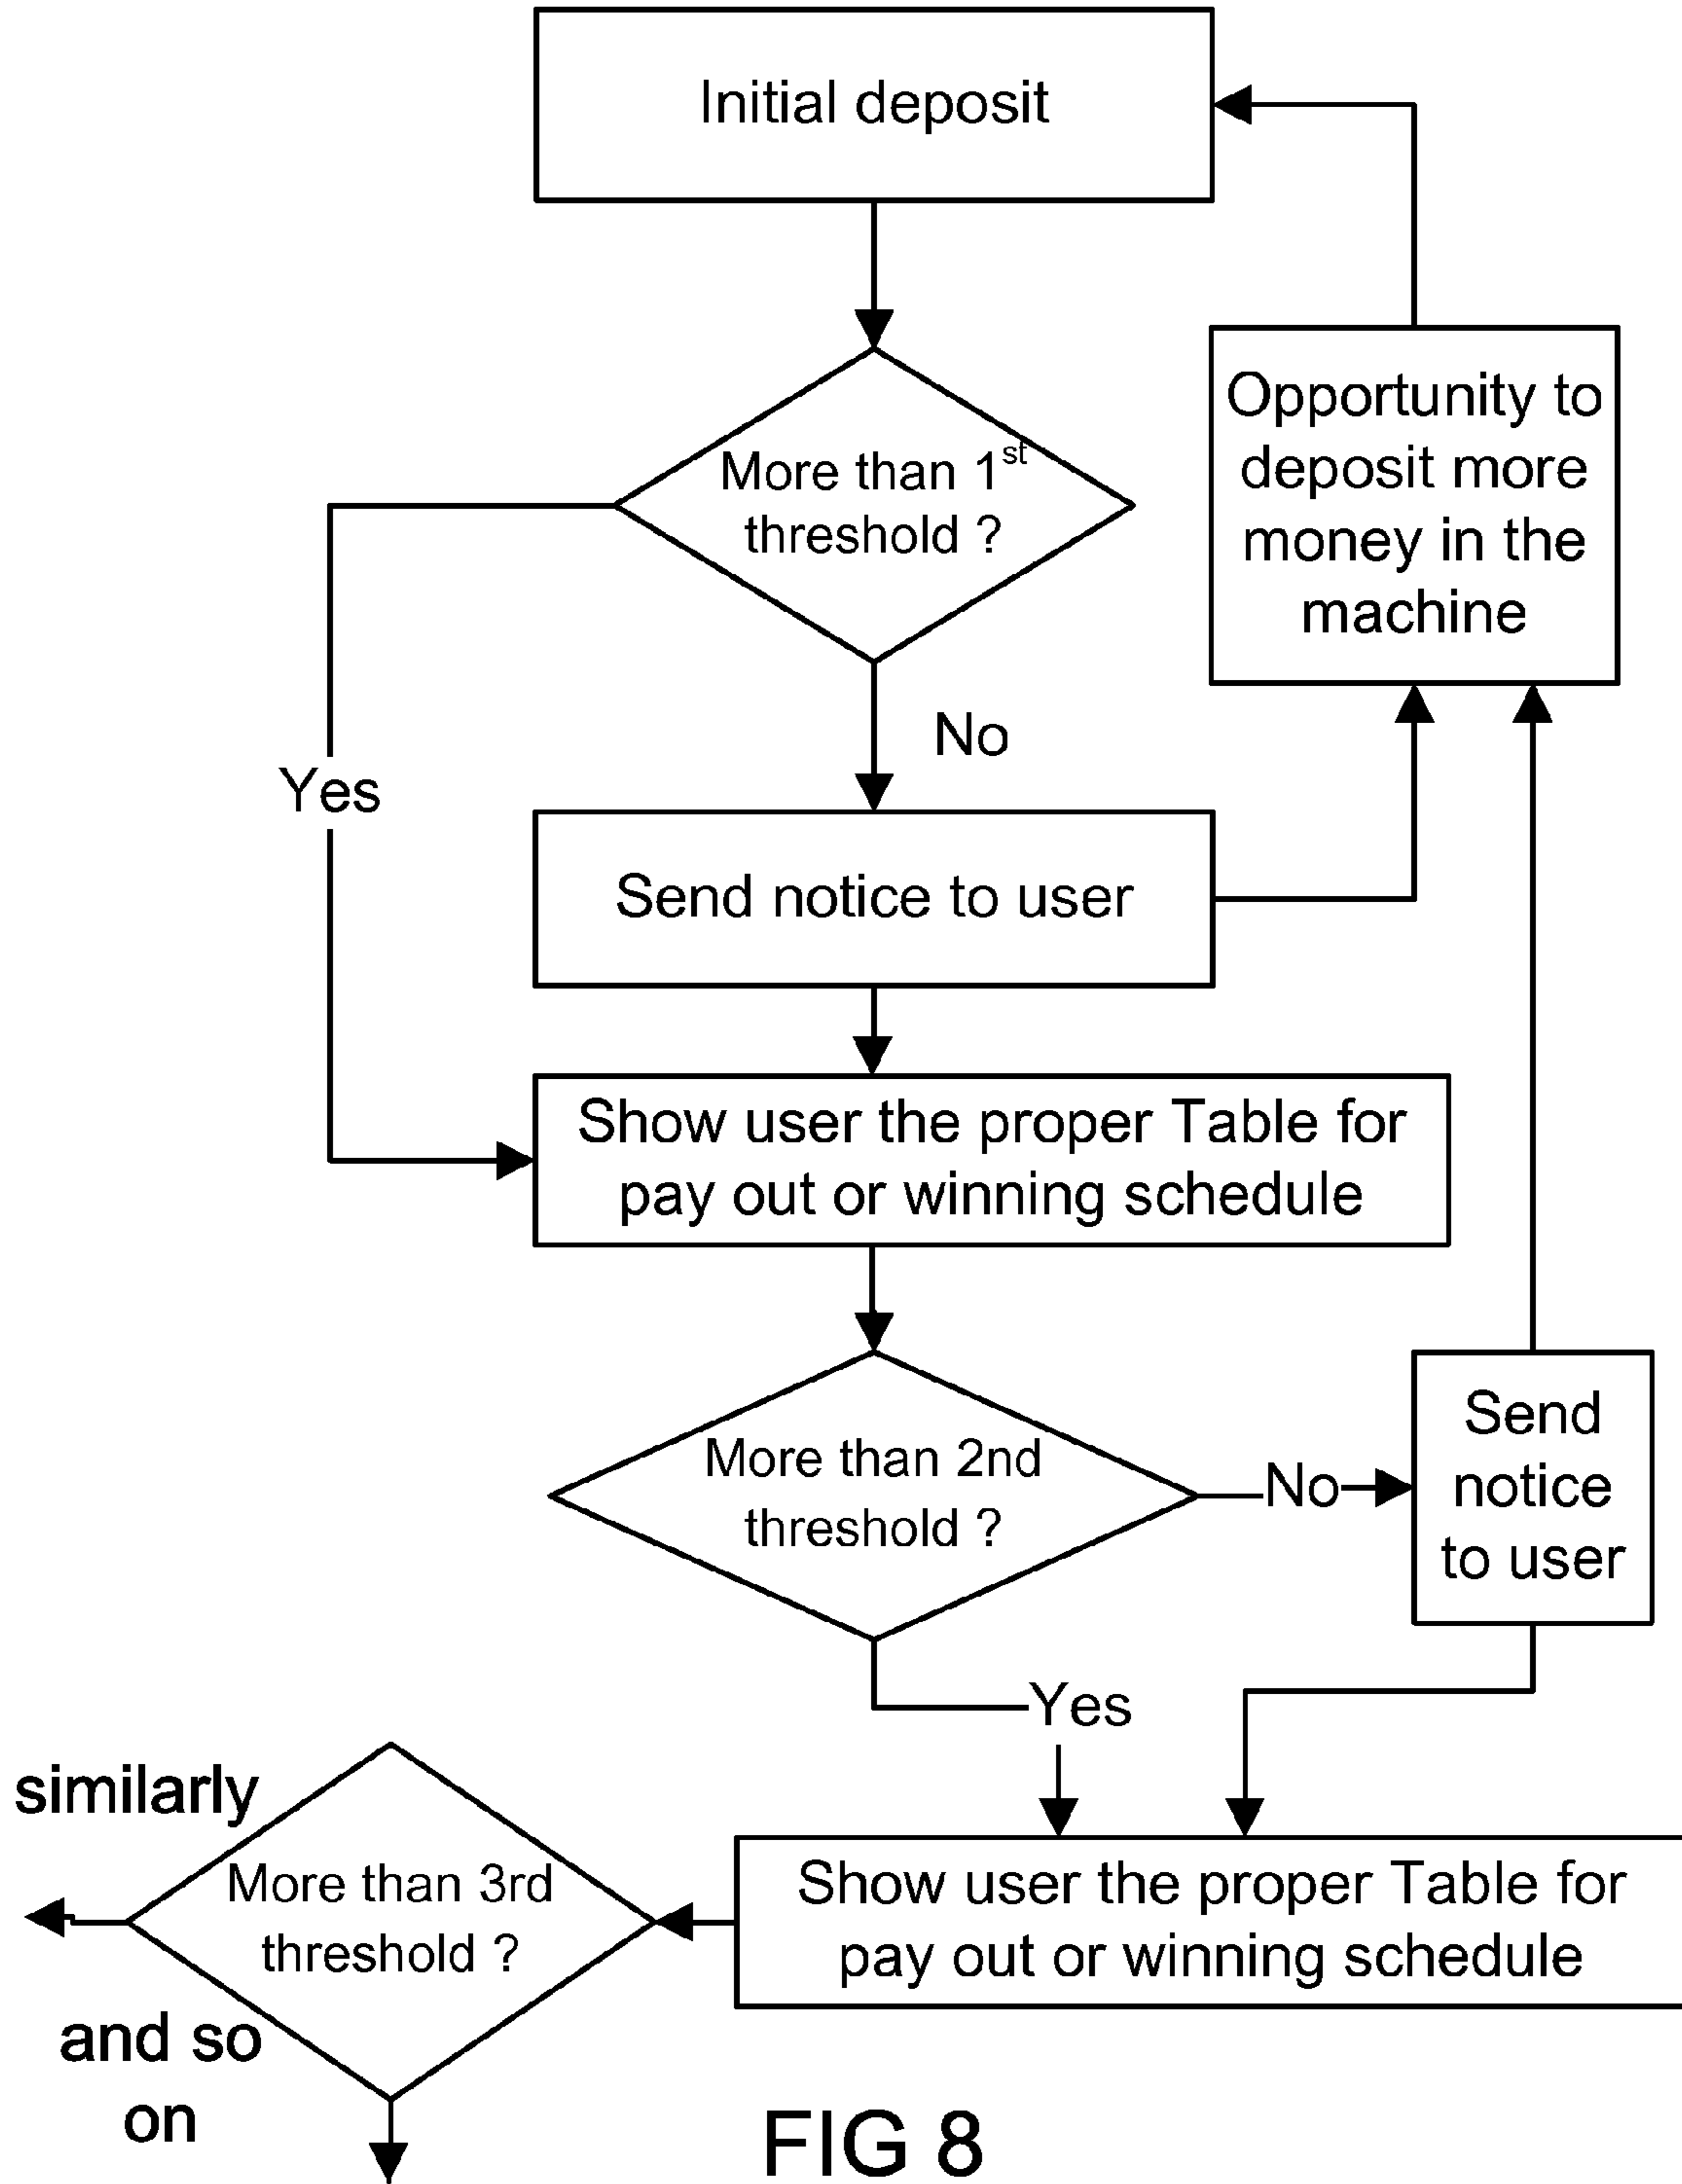 Initial deposit
Opportunity to
deposit more
money in the
machine
More than 1st
threshold ?
No
Yes
Send notice to user
Show user the proper Table for
pay out or winning schedule
More than 2nd
threshold ?
No
Send
notice
to user
Yes
similarly
More than 3rd
threshold ?
Show user the proper Table for
pay out or winning schedule
and so
on
FIG 8